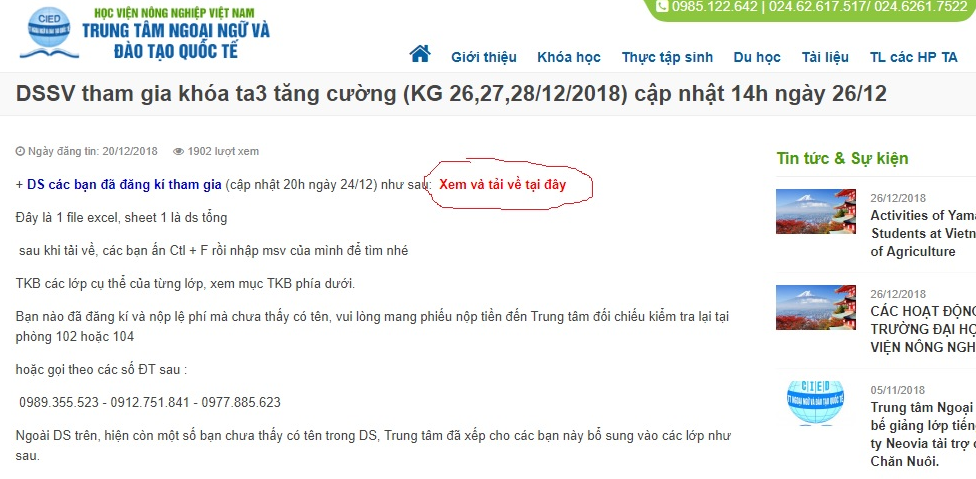 HỌC VIỆN NÔNG NGHIỆP VIỆT NAM
CIED
TRUNG TÂM NGOẠI NGỮ VÀ
ĐÀO TẠO QUỐC TẾ
0985.122.642 | 024.62.617.517/ 024.6261.7522
Giới thiệu Khóa học Thực tập sinh Du học Tài liệu TL các HP TA
DSSV tham gia khóa ta3 tăng cường (KG 26,27,28/12/2018) cập nhật 14h ngày 26/12
Ngày đăng tin: 20/12/2018 1902 lượt xem
+ DS các bạn đã đăng kí tham gia (cập nhật 20h ngày 24/12) như sau: Xem và tải về tại đây
Đây là 1 file excel, sheet 1 là ds tổng
sau khi tải về, các bạn ấn Ctl + F rồi nhập msv của mình để tìm nhé
TKB các lớp cụ thể của từng lớp, xem mục TKB phía dưới.
Bạn nào đã đăng kí và nộp lệ phí mà chưa thấy có tên, vui lòng mang phiếu nộp tiền đến Trung tâm đối chiếu kiểm tra lại tại
phòng 102 hoặc 104
hoặc gọi theo các số ĐT sau :
0989.355.523 - 0912.751.841 - 0977.885.623
Ngoài DS trên, hiện còn một số bạn chưa thấy có tên trong DS, Trung tâm đã xếp cho các bạn này bổ sung vào các lớp như
sau.
Tin tức & Sự kiện
26/12/2018
Activities of Yama
Students at Vietn
of Agriculture
26/12/2018
CÁC HOẠT ĐỘNG
TRƯỜNG ĐẠI HỌ
VIỆN NÔNG NGH
CIED
05/11/2018
Trung tâm Ngoại
bế giảng lớp tiến
ty Neovia tài trợ
Chăn Nuôi.